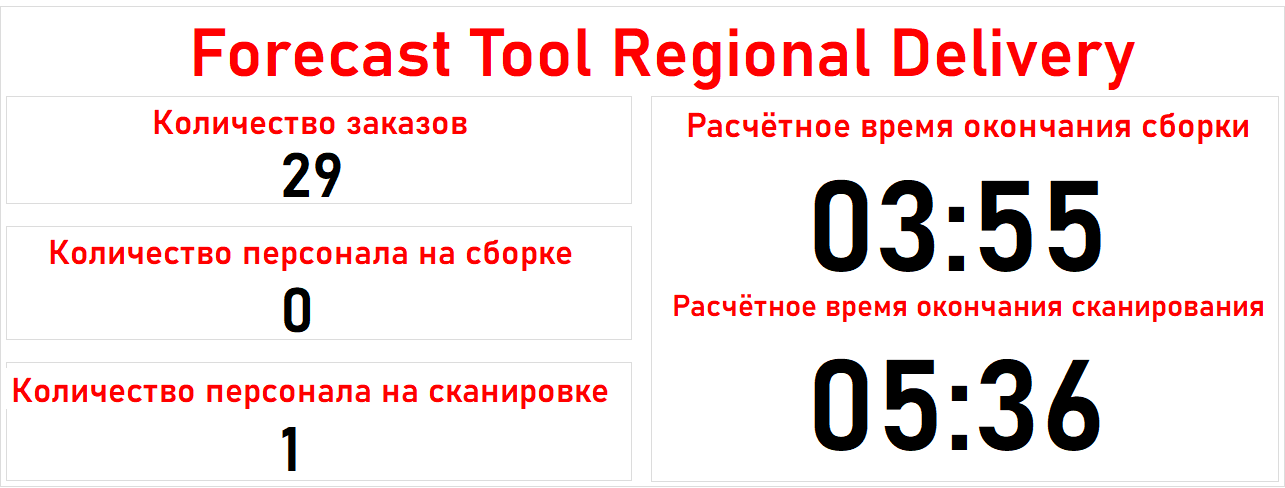 Forecast Tool Regional Delivery
Количество заказов
29
Количество персонала на сборке
0
Количество персонала на сканировке
1
Расчётное время окончания сборки
03:55
Расчётное время окончания сканирования
05:36